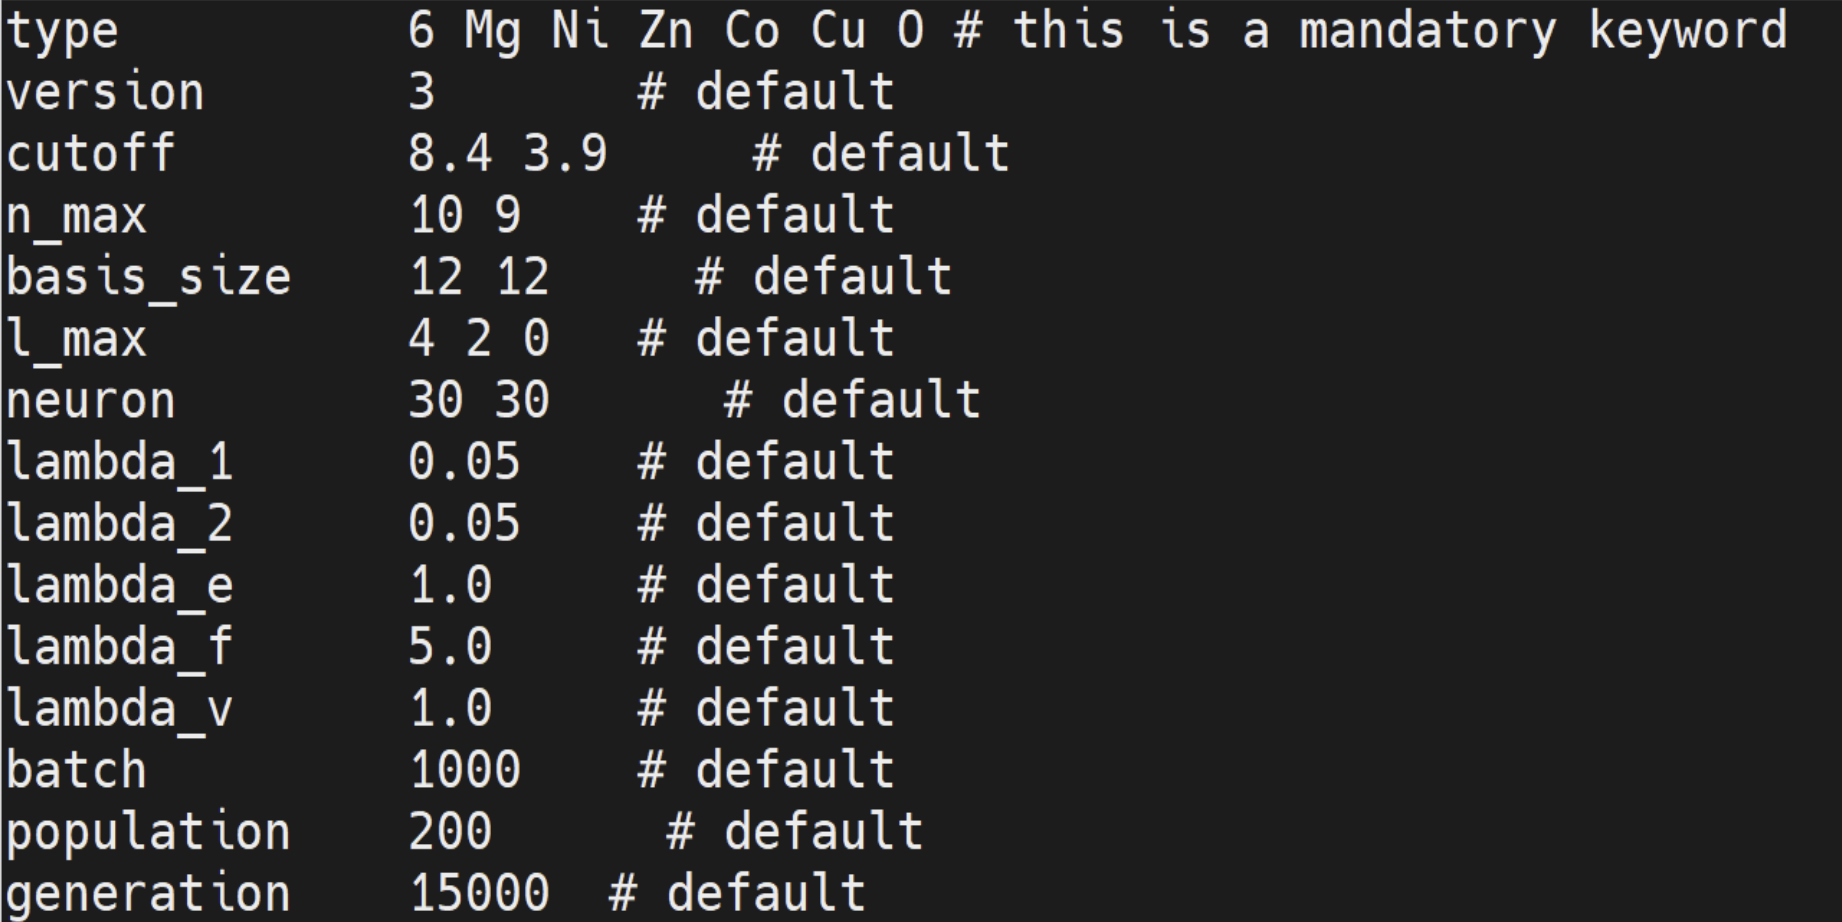 type          6 Mg Ni Zn Co Cu O # this is a mandatory keyword
version       3       # default
cutoff        8.4 3.9     # default
n_max         10 9    # default
basis_size    12 12     # default
l_max         4 2 0   # default
neuron        30 30      # default
lambda_1      0.05    # default
lambda_2      0.05    # default
lambda_e      1.0     # default
lambda_f      5.0     # default
lambda_v      1.0     # default
batch         1000    # default
population    200      # default
generation    15000  # default